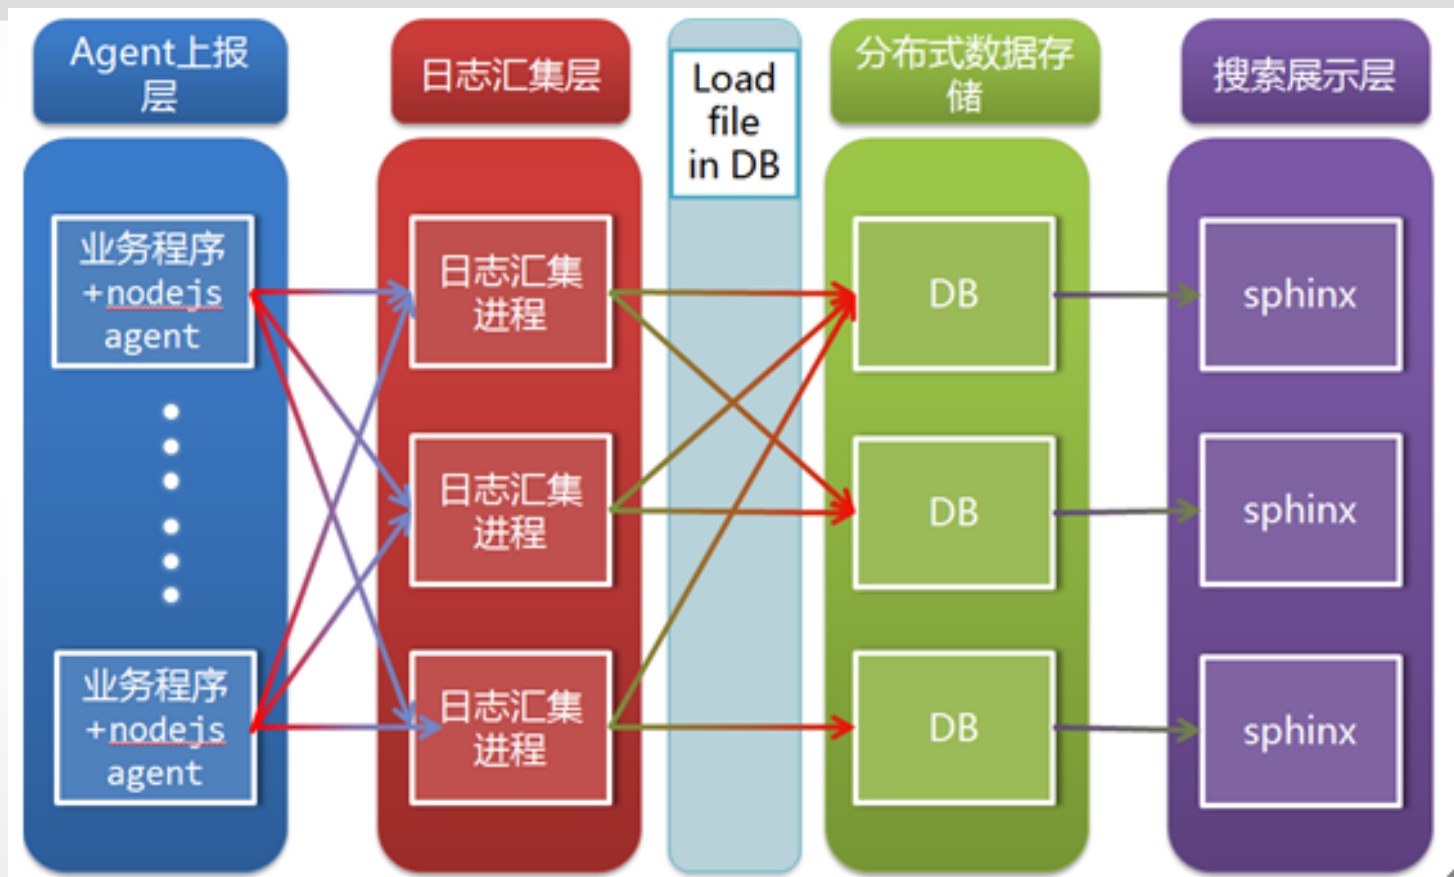 Agent上报
层
日志汇集层
Load
file
in DB
分布式数据存
储
搜索展示层
业务程序
+nodejs
agent
日志汇集
进程
DB
sphinx
日志汇集
进程
DB
sphinx
业务程序
+nodejs
agent
日志汇集
进程
DB
sphinx